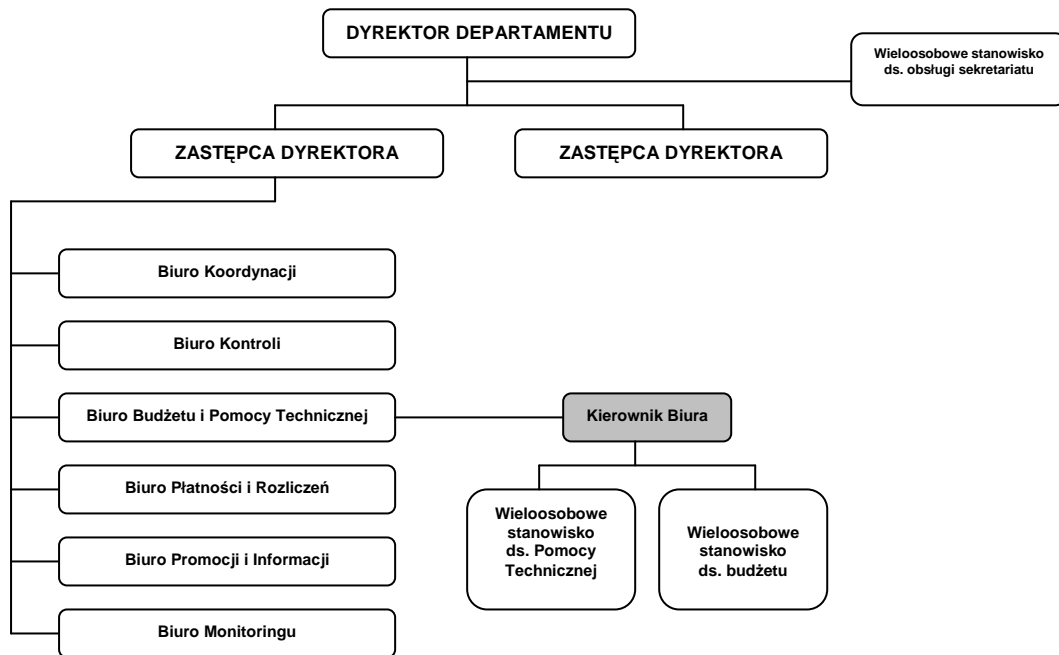 DYREKTOR DEPARTAMENTU
Wieloosobowe stanowisko
ds. obsługi sekretariatu
ZASTĘPCA DYREKTORA
ZASTĘPCA DYREKTORA
Biuro Koordynacji
Biuro Kontroli
Biuro Budżetu i Pomocy Technicznej
Kierownik Biura
Biuro Płatności i Rozliczeń
Wieloosobowe
stanowisko
ds. Pomocy
Technicznej
Wieloosobowe
stanowisko
ds. budżetu
Biuro Promocji i Informacji
Biuro Monitoringu